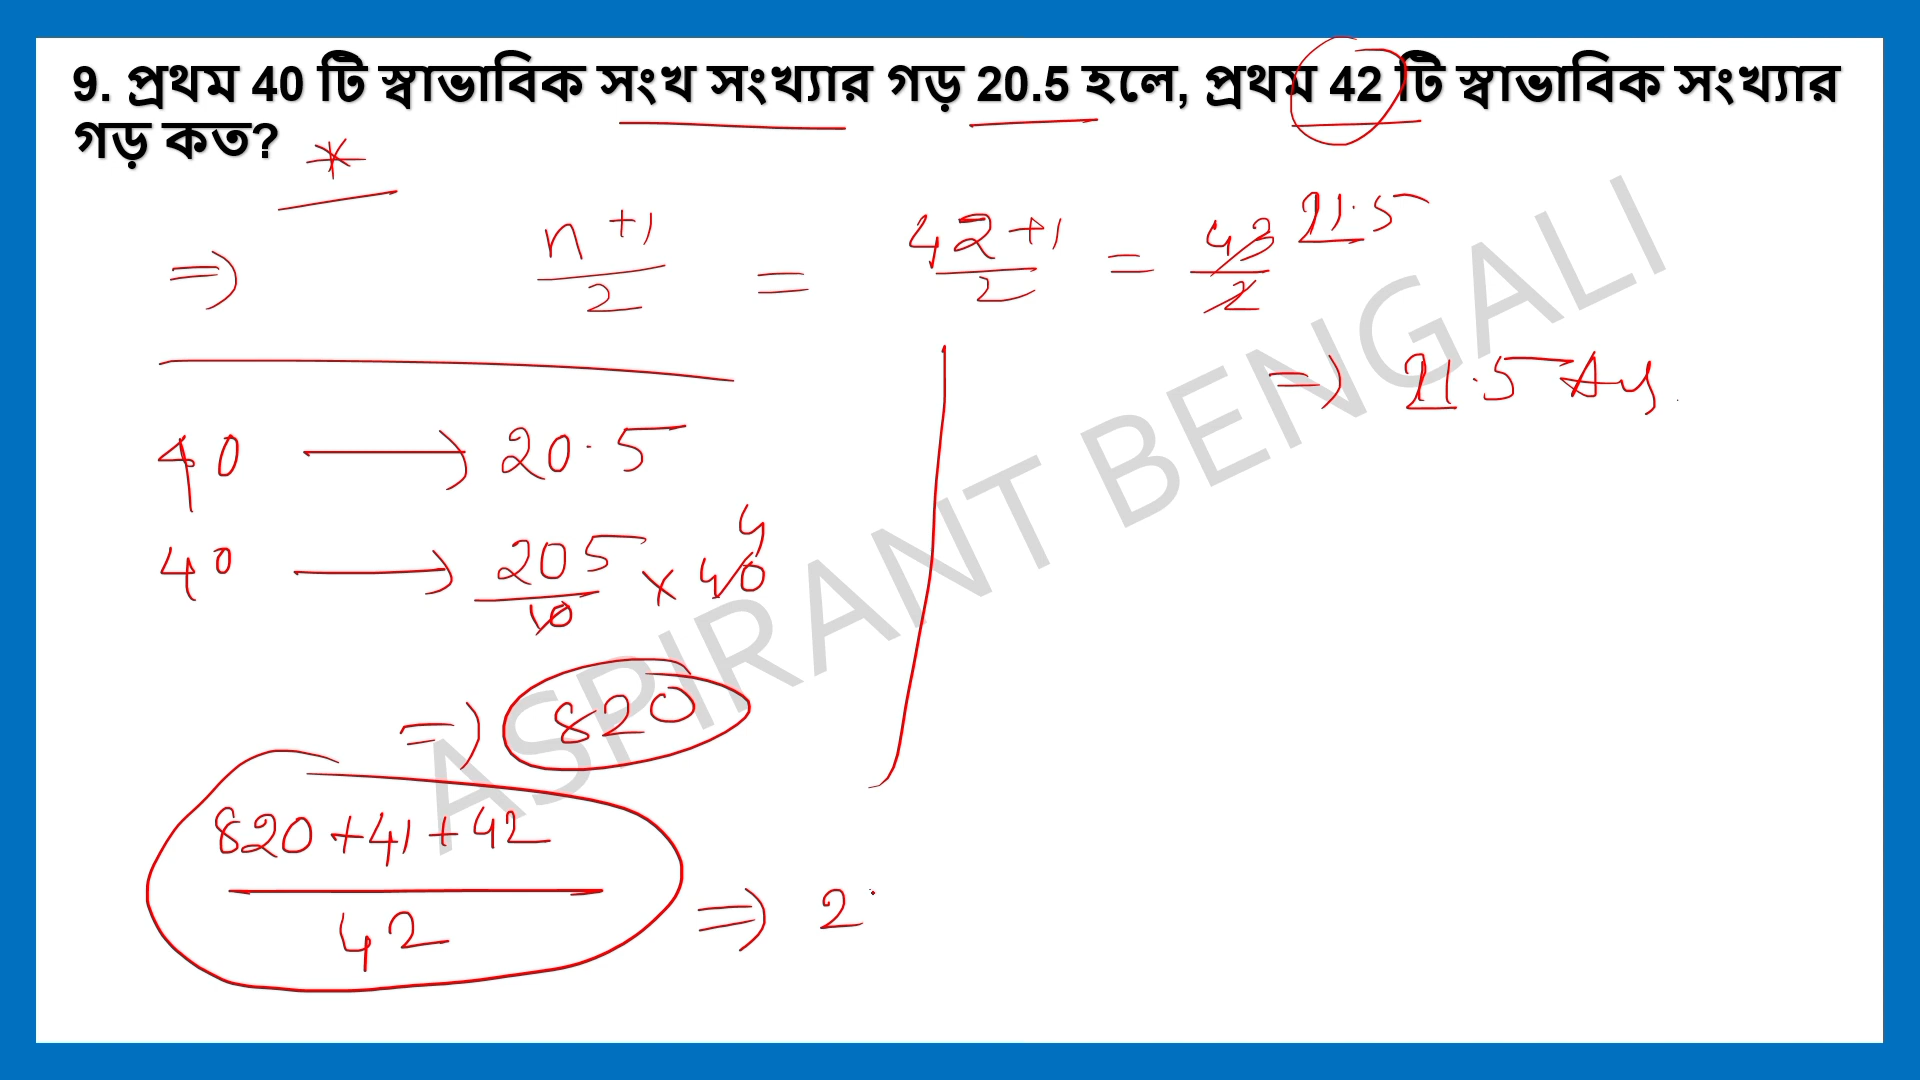 9. প্রথম 40 টি স্বাভাবিক সংখ সংখ্যার গড় 20.5 হলে, প্রথম 42 টি স্বাভাবিক সংখ্যার
গড় কত?
*
⇒ n+1/2 = 42+1/2 = 43/2 21.5
⇒ 21.5 Ans.
40 → 20.5
40 → 205/10 × 40 4
⇒ 820
820+41+42/42 ⇒ 2.
ASPIRANT BENGALI